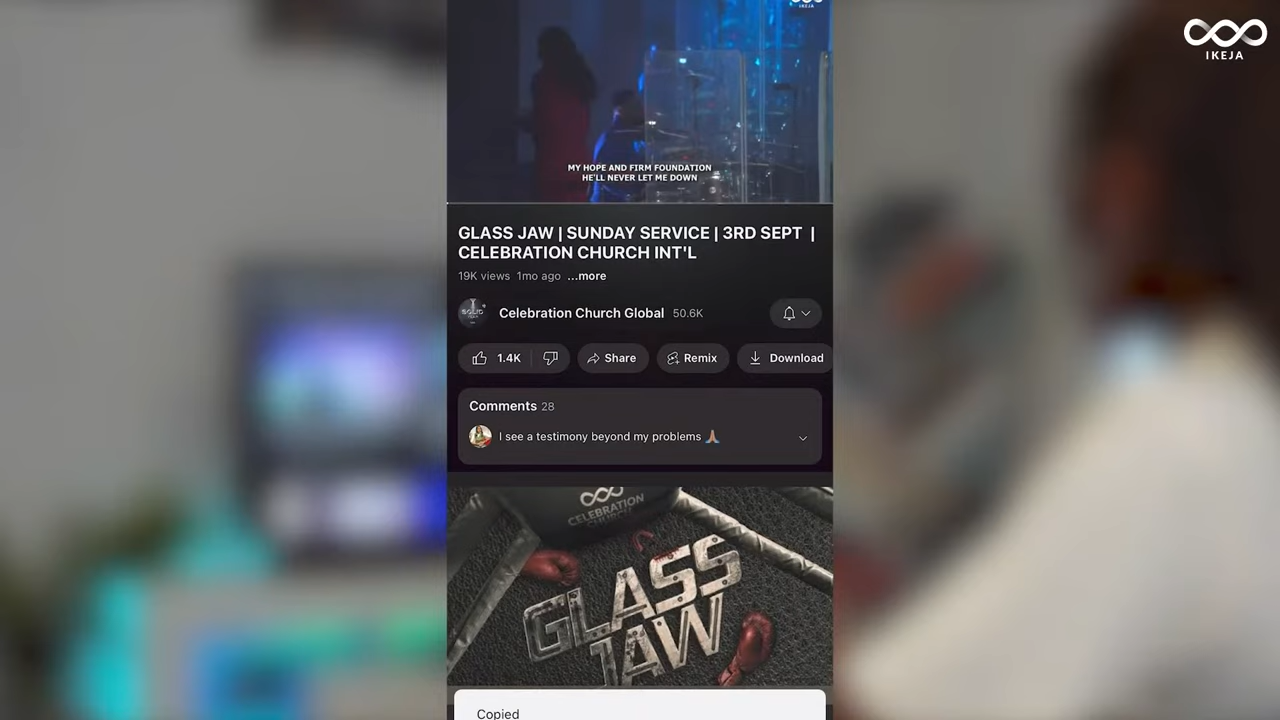 IKEJA
IKEJA
MY HOPE AND FIRM FOUNDATION
HE'LL NEVER LET ME DOWN
GLASS JAW | SUNDAY SERVICE | 3RD SEPT |
CELEBRATION CHURCH INT'L
19K views 1mo ago ...more
Celebration Church Global 50.6K
1.4K Share Remix Download
Comments 28
I see a testimony beyond my problems 🙏🏾
CELEBRATION
CHURCH
GLASS
JAW
Copied